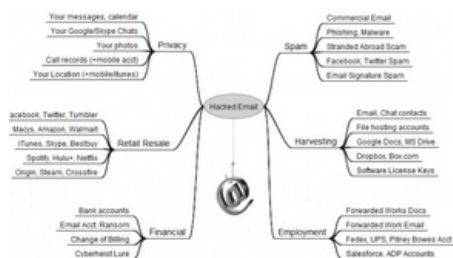 Your messages, calendar
Your Google/Skype Chats
Your photos
Call records (+mobile acct)
Your Location (+mobile/itunes)
Privacy
acebook, Twitter, Tumbler
Macys, Amazon, Walmart
iTunes, Skype, Bestbuy
Spotify, Hulu+, Netflix
Origin, Steam, Crossfire
Retail Resale
Bank accounts
Email Acct. Ransom
Change of Billing
Cyberheist Lure
Financial
Hacked Email
Spam
Commercial Email
Phishing, Malware
Stranded Abroad Scam
Facebook, Twitter Spam
Email Signature Spam
Harvesting
Email, Chat contacts
File hosting accounts
Google Docs, MS Drive
Dropbox, Box.com
Software License Keys
Employment
Forwarded Works Docs
Forwarded Work Email
Fedex, UPS, Pitney Bowes Acct
Salesforce, ADP Accounts